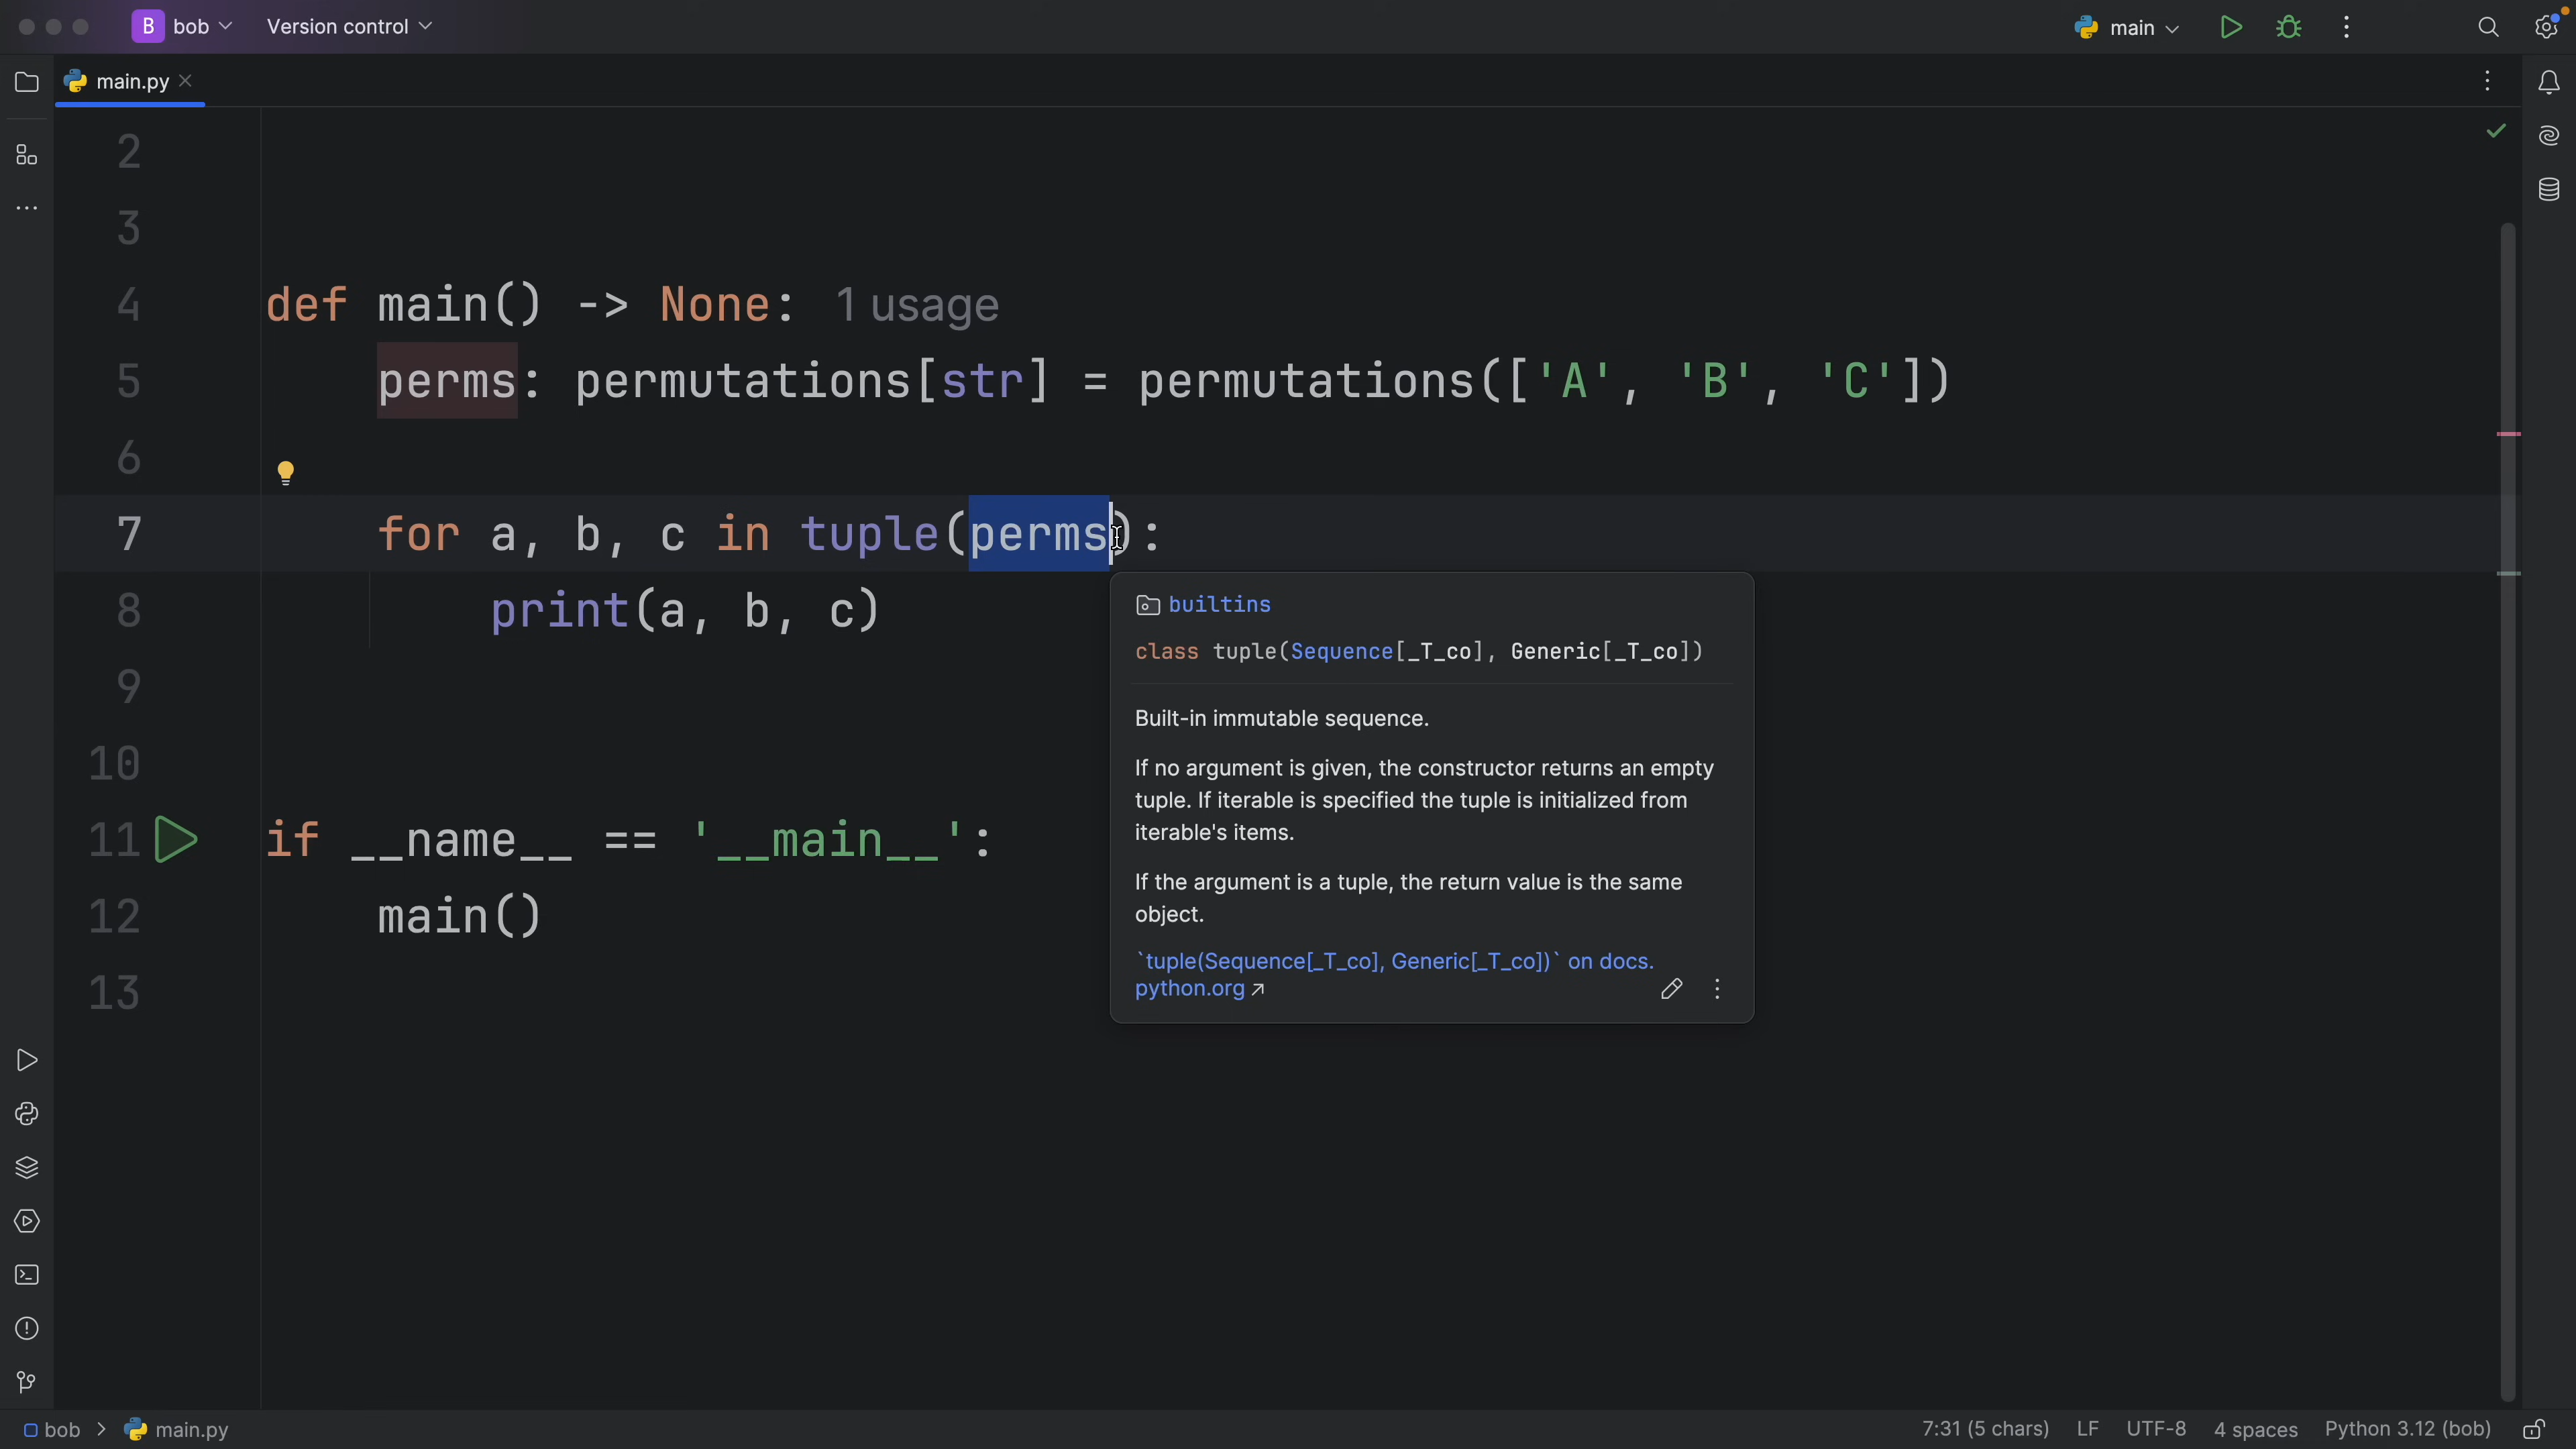 B bob Version control main
main.py
2
3
4 def main() -> None: 1 usage
5 perms: permutations[str] = permutations(['A', 'B', 'C'])
6
7 for a, b, c in tuple(perms):
8 print(a, b, c)
9
10
11 if __name__ == '__main__':
12 main()
13
builtins
class tuple(Sequence[_T_co], Generic[_T_co])
Built-in immutable sequence.
If no argument is given, the constructor returns an empty
tuple. If iterable is specified the tuple is initialized from
iterable's items.
If the argument is a tuple, the return value is the same
object.
`tuple(Sequence[_T_co], Generic[_T_co])` on docs.
python.org
bob main.py 7:31 (5 chars) LF UTF-8 4 spaces Python 3.12 (bob)